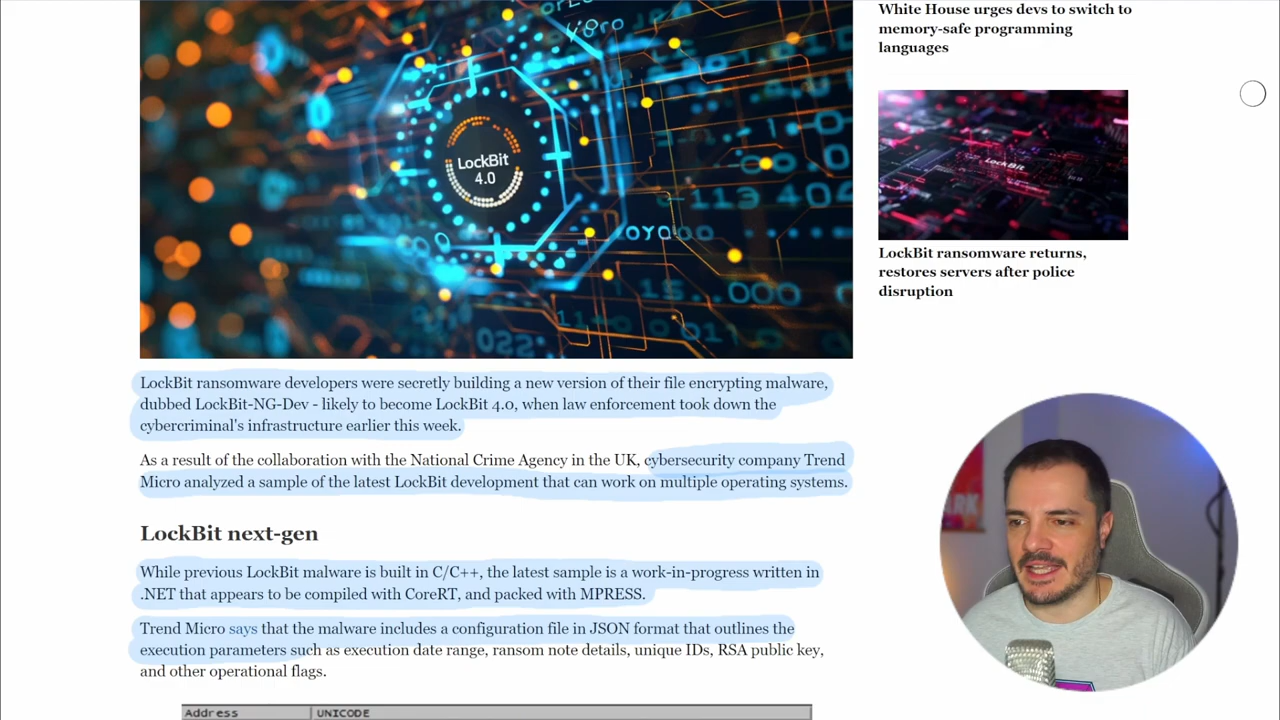 White House urges devs to switch to
memory-safe programming
languages
LockBit
4.0
LockBit
LockBit ransomware returns,
restores servers after police
disruption
LockBit ransomware developers were secretly building a new version of their file encrypting malware,
dubbed LockBit-NG-Dev - likely to become LockBit 4.0, when law enforcement took down the
cybercriminal's infrastructure earlier this week.
As a result of the collaboration with the National Crime Agency in the UK, cybersecurity company Trend
Micro analyzed a sample of the latest LockBit development that can work on multiple operating systems.
LockBit next-gen
While previous LockBit malware is built in C/C++, the latest sample is a work-in-progress written in
.NET that appears to be compiled with CoreRT, and packed with MPRESS.
Trend Micro says that the malware includes a configuration file in JSON format that outlines the
execution parameters such as execution date range, ransom note details, unique IDs, RSA public key,
and other operational flags.
Address UNICODE